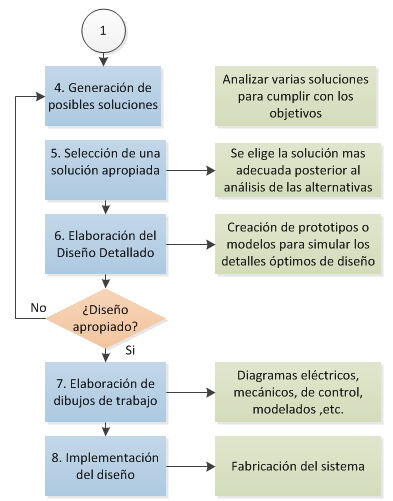 1
4. Generación de
posibles soluciones
Analizar varias soluciones
para cumplir con los
objetivos
5. Selección de una
solución apropiada
Se elige la solución mas
adecuada posterior al
análisis de las alternativas
6. Elaboración del
Diseño Detallado
Creación de prototipos o
modelos para simular los
detalles óptimos de diseño
¿Diseño
apropiado?
No
Si
7. Elaboración de
dibujos de trabajo
Diagramas eléctricos,
mecánicos, de control,
modelados ,etc.
8. Implementación
del diseño
Fabricación del sistema